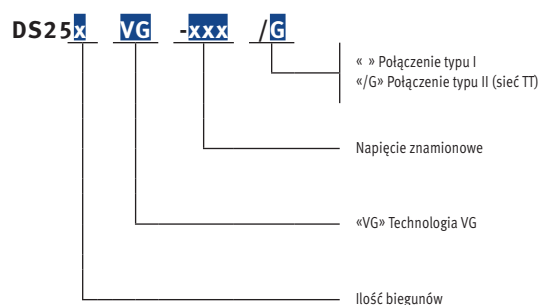 DS25x VG -xxx /G
« » Połączenie typu I
«/G» Połączenie typu II (sieć TT)
Napięcie znamionowe
«VG» Technologia VG
Ilość biegunów